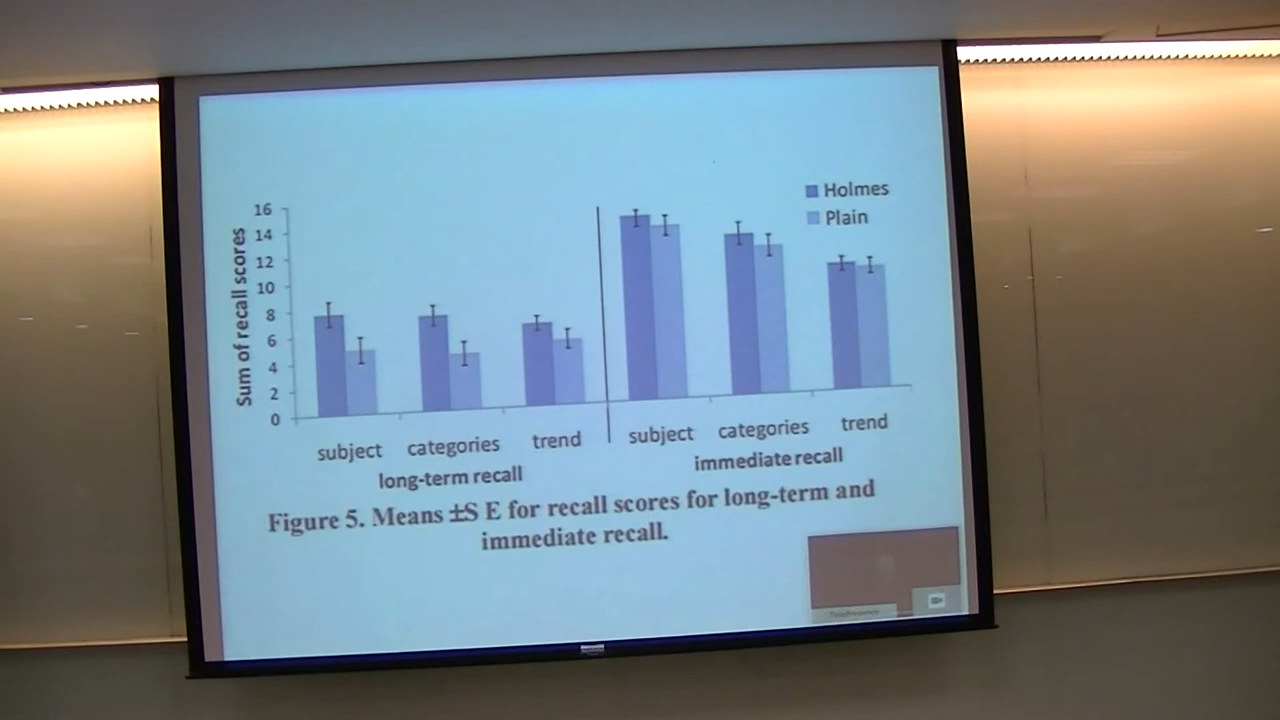 Holmes
Plain
Sum of recall scores
16
14
12
10
8
6
4
2
0
subject categories trend subject categories trend
long-term recall immediate recall
Figure 5. Means ±S E for recall scores for long-term and
immediate recall.
TelePresence